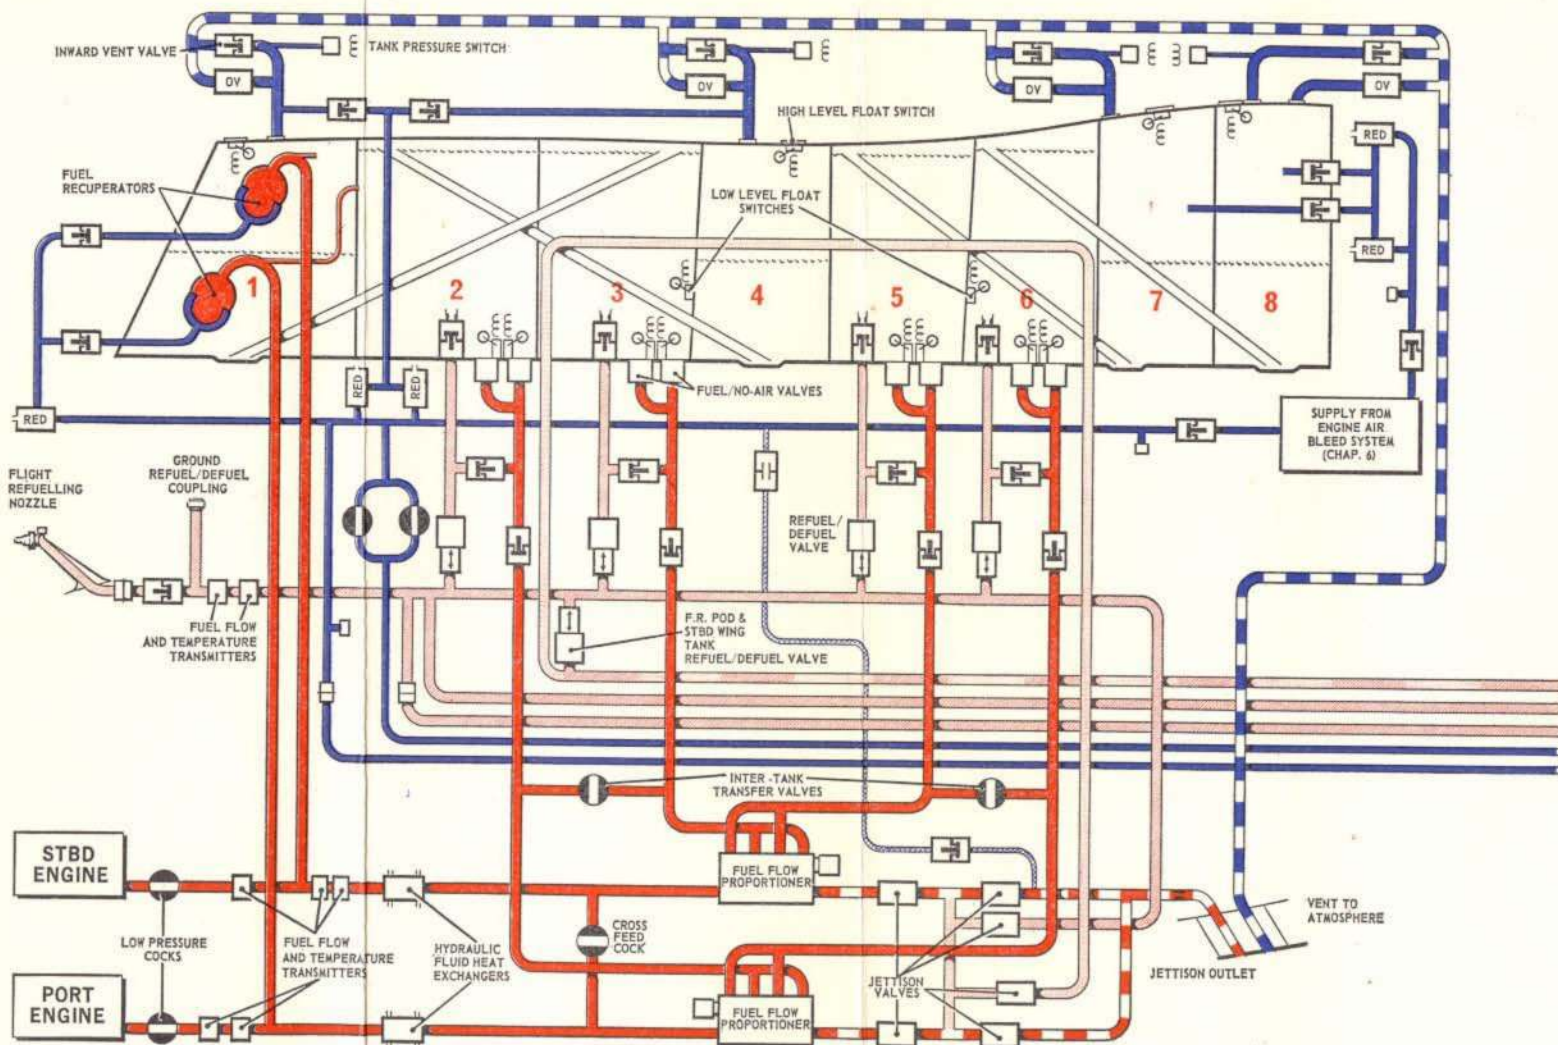 INWARD VENT VALVE
TANK PRESSURE SWITCH
OV
OV
OV
OV
HIGH LEVEL FLOAT SWITCH
FUEL
RECUPERATORS
LOW LEVEL FLOAT
SWITCHES
RED
RED
1
2
3
4
5
6
7
8
RED
RED
RED
FUEL/NO-AIR VALVES
SUPPLY FROM
ENGINE AIR
BLEED SYSTEM
(CHAP. 6)
FLIGHT
REFUELLING
NOZZLE
GROUND
REFUEL/DEFUEL
COUPLING
REFUEL/
DEFUEL
VALVE
FUEL FLOW
AND TEMPERATURE
TRANSMITTERS
F.R. POD &
STBD WING
TANK
REFUEL/DEFUEL VALVE
INTER-TANK
TRANSFER VALVES
STBD
ENGINE
FUEL FLOW
PROPORTIONER
LOW PRESSURE
COCKS
FUEL FLOW
AND TEMPERATURE
TRANSMITTERS
HYDRAULIC
FLUID HEAT
EXCHANGERS
CROSS
FEED
COCK
VENT TO
ATMOSPHERE
JETTISON OUTLET
JETTISON
VALVES
PORT
ENGINE
FUEL FLOW
PROPORTIONER